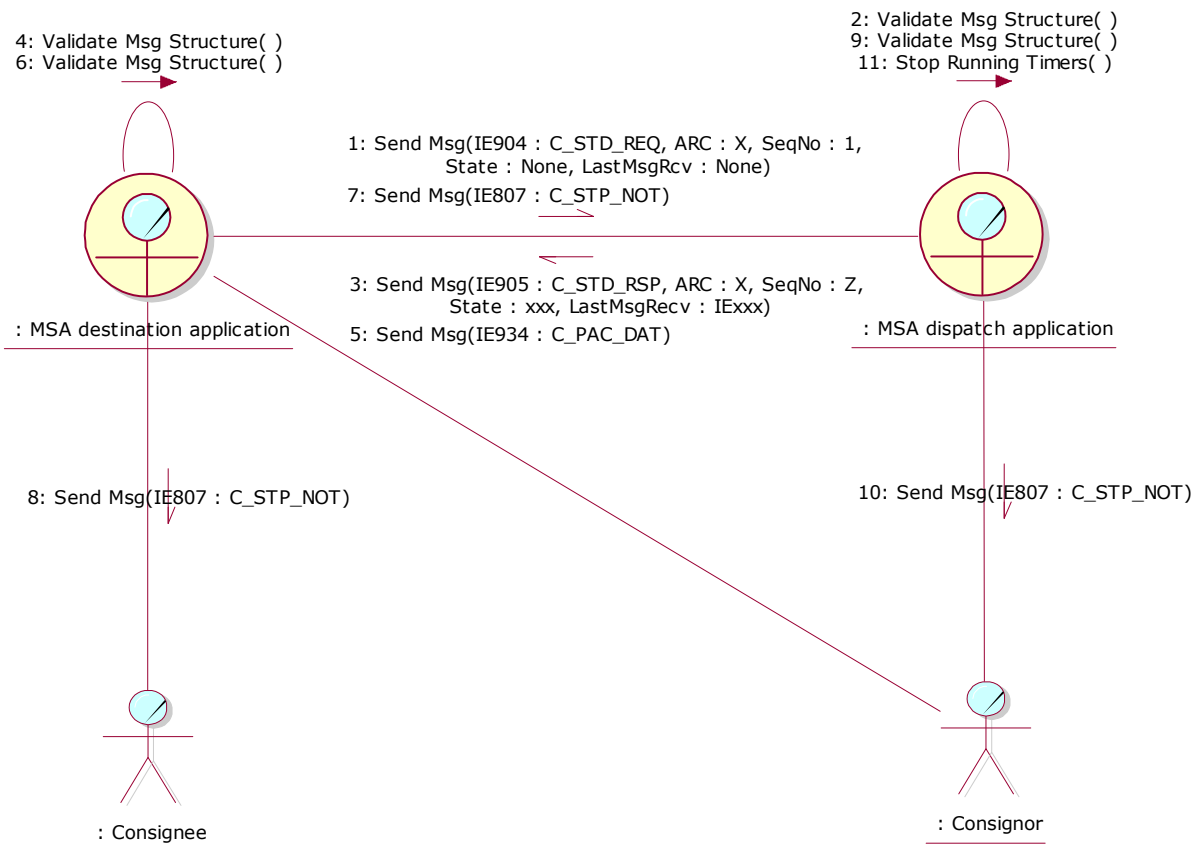 2: Validate Msg Structure( )
4: Validate Msg Structure( )
9: Validate Msg Structure( )
6: Validate Msg Structure( )
11: Stop Running Timers( )
1: Send Msg(IE904 : C_STD_REQ, ARC : X, SeqNo : 1,
State : None, LastMsgRcv : None)
7: Send Msg(IE807 : C_STP_NOT)
3: Send Msg(IE905 : C_STD_RSP, ARC : X, SeqNo : Z,
State : xxx, LastMsgRecv : IExxx)
: MSA destination application
: MSA dispatch application
5: Send Msg(IE934 : C_PAC_DAT)
8: Send Msg(IE807 : C_STP_NOT)
10: Send Msg(IE807 : C_STP_NOT)
: Consignee
: Consignor